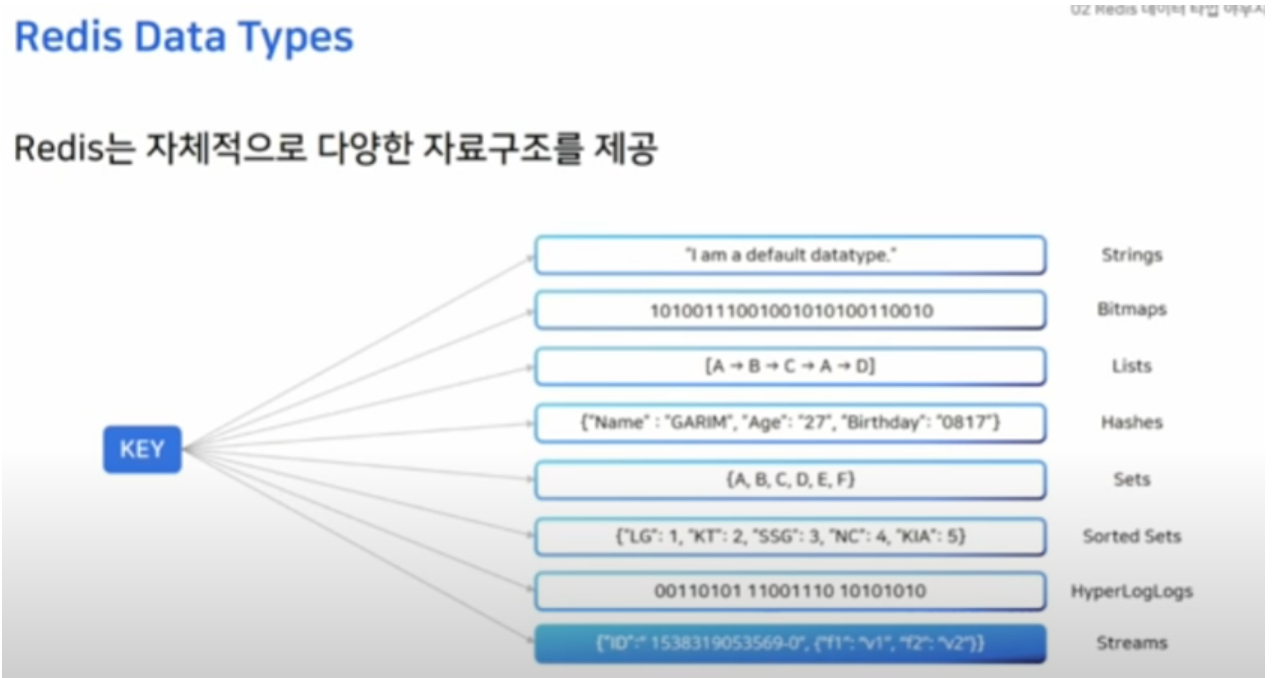 02 Redis 데이터 타입
Redis Data Types
Redis는 자체적으로 다양한 자료구조를 제공
KEY
"I am a default datatype." Strings
10100111001001010100110010 Bitmaps
[A → B → C → A → D] Lists
{"Name" : "GARIM", "Age": "27", "Birthday": "0817"} Hashes
{A, B, C, D, E, F} Sets
{"LG": 1, "KT": 2, "SSG": 3, "NC": 4, "KIA": 5} Sorted Sets
00110101 11001110 10101010 HyperLogLogs
{"ID":" 1538319053569-0", {"f1": "v1", "f2": "v2"}} Streams